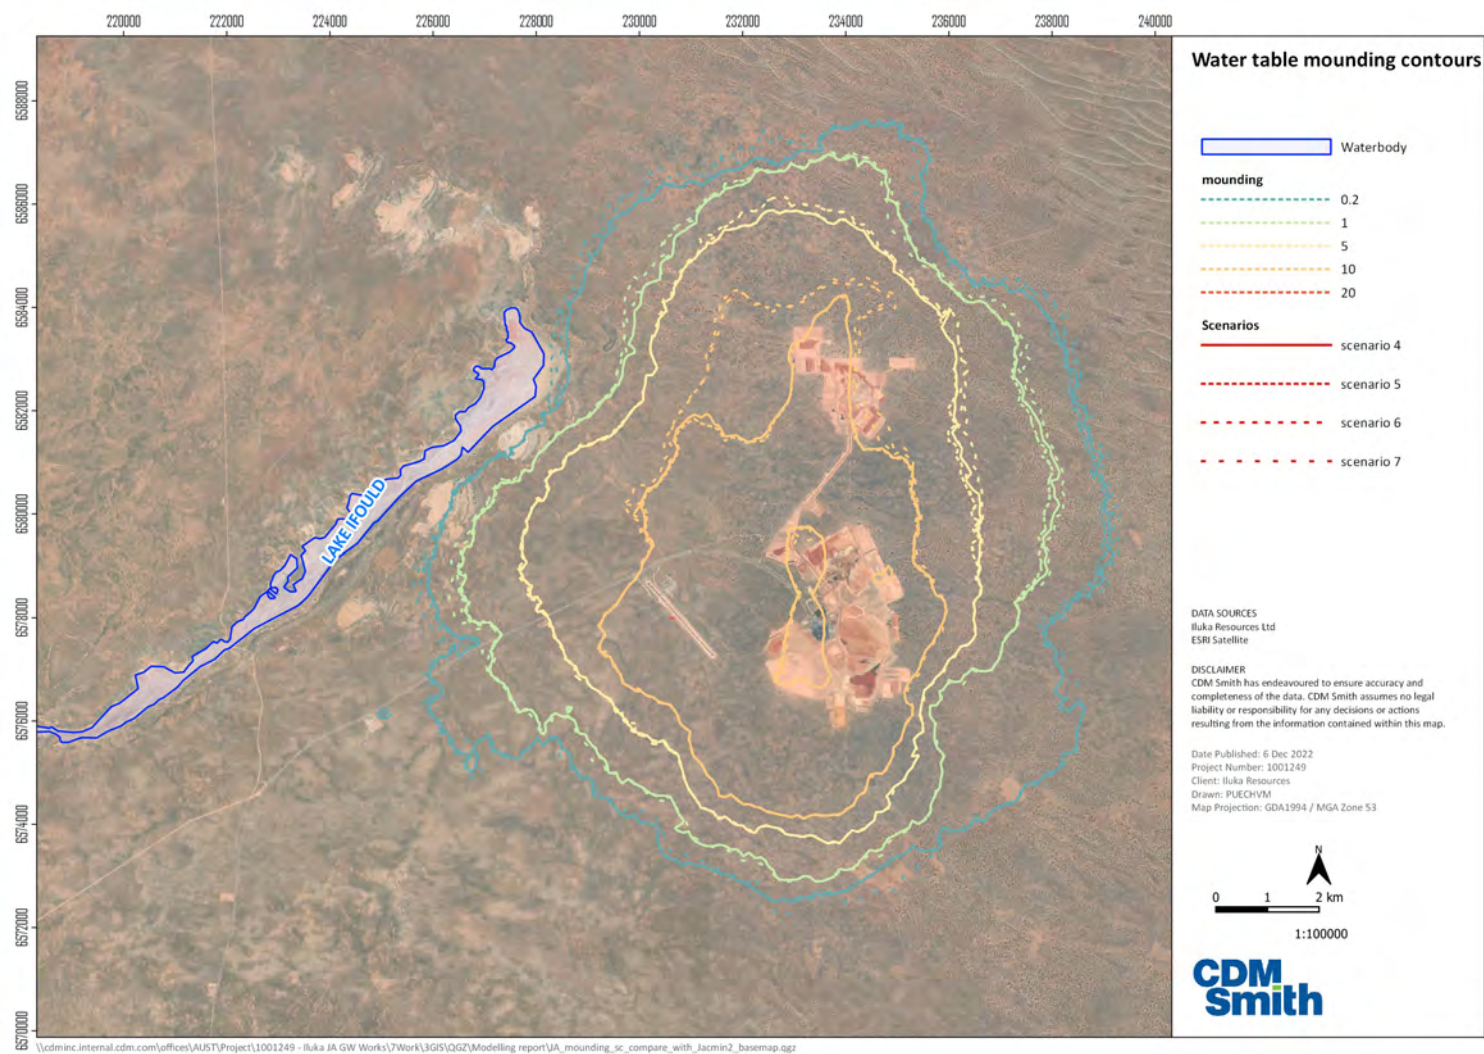 220000 222000 224000 226000 228000 230000 232000 234000 236000 238000 240000
6588000
6586000
6584000
6582000
6580000
6578000
6576000
6574000
6572000
6570000
LAKE IFOULD
Water table mounding contours
Waterbody
mounding
0.2
1
5
10
20
Scenarios
scenario 4
scenario 5
scenario 6
scenario 7
DATA SOURCES
Iluka Resources Ltd
ESRI Satellite
DISCLAIMER
CDM Smith has endeavoured to ensure accuracy and
completeness of the data. CDM Smith assumes no legal
liability or responsibility for any decisions or actions
resulting from the information contained within this map.
Date Published: 6 Dec 2022
Project Number: 1001249
Client: Iluka Resources
Drawn: PUECHVM
Map Projection: GDA1994 / MGA Zone 53
N
0 1 2 km
1:100000
CDM
Smith
\\cdminc.internal.cdm.com\offices\AUST\Project\1001249 - Iluka JA GW Works\7Work\3GIS\QGZ\Modelling report\JA_mounding_sc_compare_with_Jacmin2_basemap.qgz